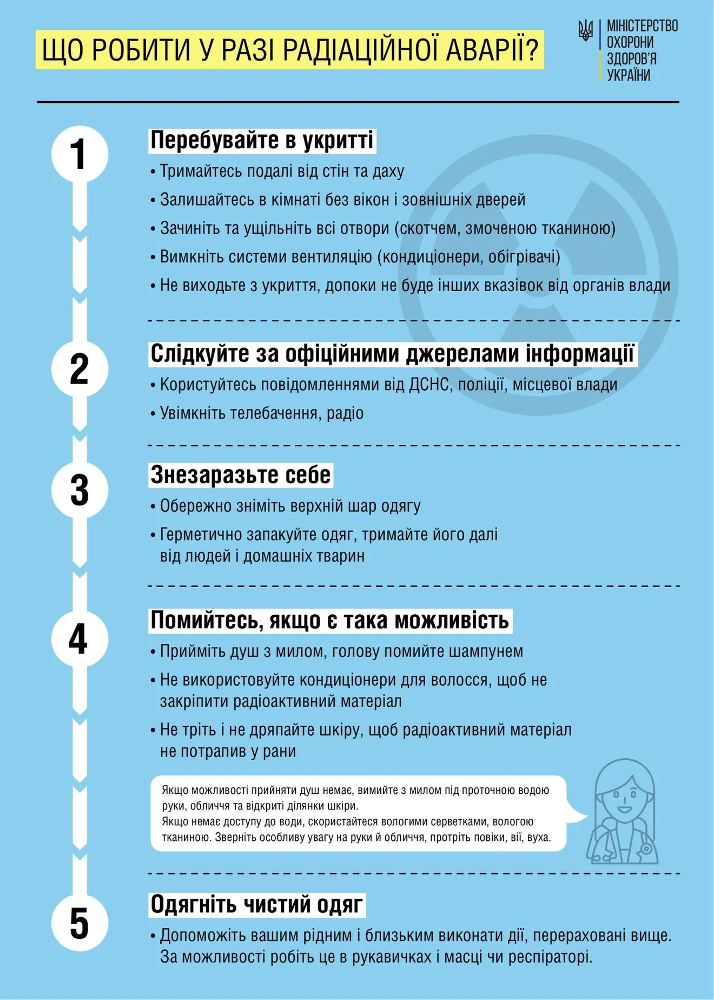 ЩО РОБИТИ У РАЗІ РАДІАЦІЙНОЇ АВАРІЇ?
МІНІСТЕРСТВО
ОХОРОНИ
ЗДОРОВ'Я
УКРАЇНИ
1
Перебувайте в укритті
• Тримайтесь подалі від стін та даху
• Залишайтесь в кімнаті без вікон і зовнішніх дверей
• Зачиніть та ущільніть всі отвори (скотчем, змоченою тканиною)
• Вимкніть системи вентиляцію (кондиціонери, обігрівачі)
• Не виходьте з укриття, допоки не буде інших вказівок від органів влади
2
Слідкуйте за офіційними джерелами інформації
• Користуйтесь повідомленнями від ДСНС, поліції, місцевої влади
• Увімкніть телебачення, радіо
3
Знезаразьте себе
• Обережно зніміть верхній шар одягу
• Герметично запакуйте одяг, тримайте його далі
від людей і домашніх тварин
4
Помийтесь, якщо є така можливість
• Прийміть душ з милом, голову помийте шампунем
• Не використовуйте кондиціонери для волосся, щоб не
закріпити радіоактивний матеріал
• Не тріть і не дряпайте шкіру, щоб радіоактивний матеріал
не потрапив у рани
Якщо можливості прийняти душ немає, вимийте з милом під проточною водою
руки, обличчя та відкриті ділянки шкіри.
Якщо немає доступу до води, скористайтеся вологими серветками, вологою
тканиною. Зверніть особливу увагу на руки й обличчя, протріть повіки, вії, вуха.
5
Одягніть чистий одяг
• Допоможіть вашим рідним і близьким виконати дії, перераховані вище.
За можливості робіть це в рукавичках і масці чи респіраторі.